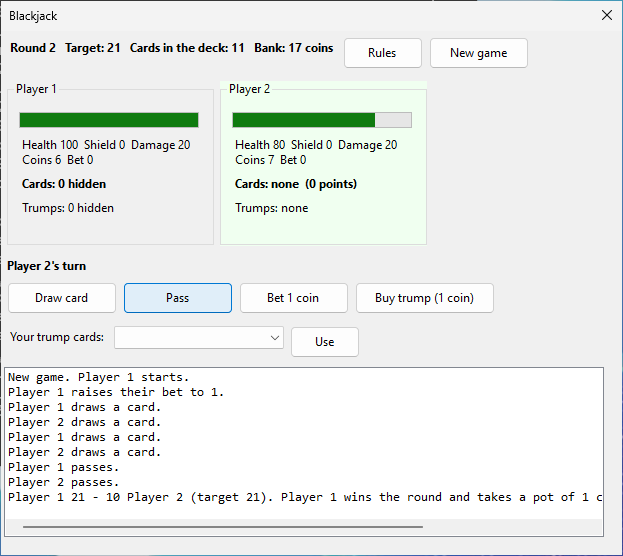 Blackjack
Round 2 Target: 21 Cards in the deck: 11 Bank: 17 coins Rules New game
Player 1 Player 2
Health 100 Shield 0 Damage 20 Health 80 Shield 0 Damage 20
Coins 6 Bet 0 Coins 7 Bet 0
Cards: 0 hidden Cards: none (0 points)
Trumps: 0 hidden Trumps: none
Player 2's turn
Draw card Pass Bet 1 coin Buy trump (1 coin)
Your trump cards: Use
New game. Player 1 starts.
Player 1 raises their bet to 1.
Player 1 draws a card.
Player 2 draws a card.
Player 1 draws a card.
Player 2 draws a card.
Player 1 passes.
Player 2 passes.
Player 1 21 - 10 Player 2 (target 21). Player 1 wins the round and takes a pot of 1 c